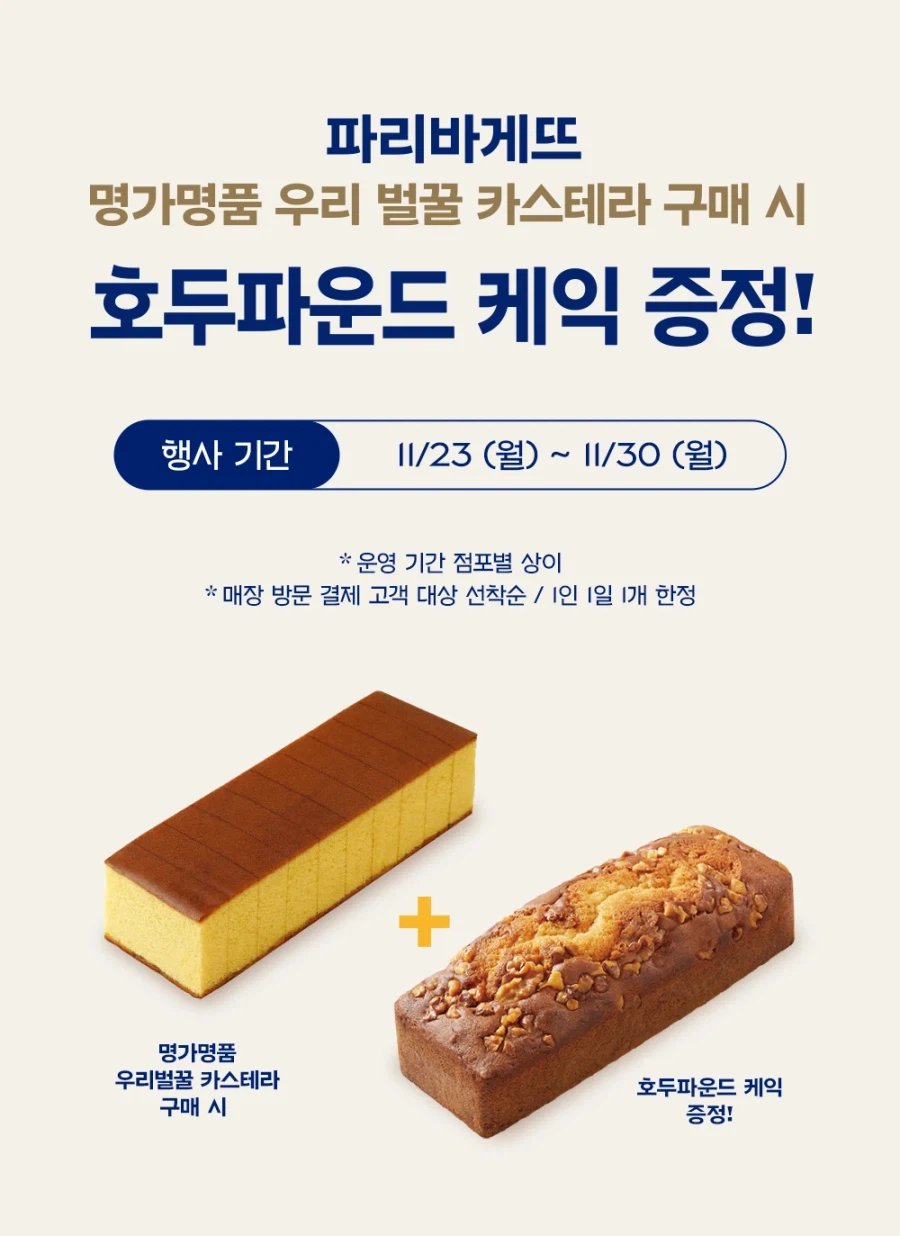 파리바게뜨
명가명품 우리 벌꿀 카스테라 구매 시
호두파운드 케익 증정!
행사 기간 11/23 (월) ~ 11/30 (월)
* 운영 기간 점포별 상이
* 매장 방문 결제 고객 대상 선착순 / 1인 1일 1개 한정
명가명품
우리벌꿀 카스테라
구매 시
호두파운드 케익
증정!